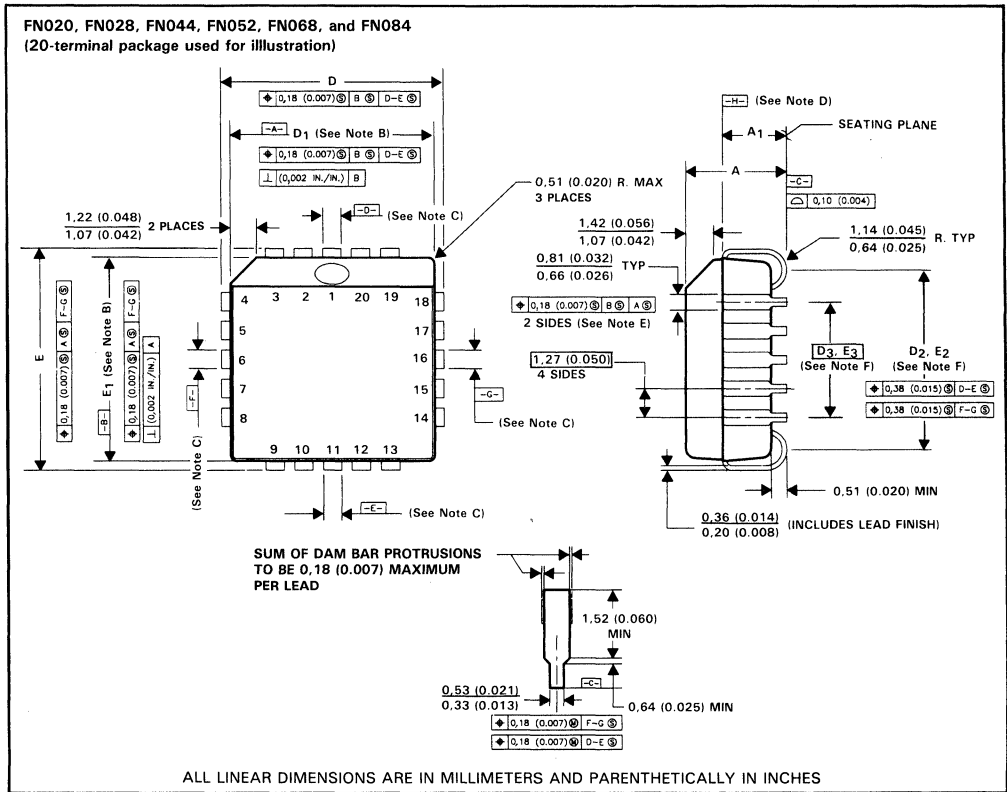 FN020, FN028, FN044, FN052, FN068, and FN084
(20-terminal package used for illlustration)
D
⌖ 0,18 (0.007) Ⓢ B Ⓢ D–E Ⓢ
-A-
D1 (See Note B)
⌖ 0,18 (0.007) Ⓢ B Ⓢ D–E Ⓢ
⊥ (0,002 IN./IN.) B
1,22 (0.048)
1,07 (0.042)
2 PLACES
-D-
(See Note C)
0,51 (0.020) R. MAX
3 PLACES
3 2 1 20 19
4 18
5 17
6 16
7 15
8 14
9 10 11 12 13
E
⌖ 0,18 (0.007) Ⓢ A Ⓢ F–G Ⓢ
-B-
E1 (See Note B)
⌖ 0,18 (0.007) Ⓢ A Ⓢ F–G Ⓢ
⊥ (0,002 IN./IN.) A
-F-
(See Note C)
-G-
(See Note C)
-E-
(See Note C)
-H- (See Note D)
A1
SEATING PLANE
A
-C-
⌓ 0,10 (0.004)
1,42 (0.056)
1,07 (0.042)
1,14 (0.045)
0,64 (0.025)
R. TYP
0,81 (0.032)
0,66 (0.026)
TYP
⌖ 0,18 (0.007) Ⓢ B Ⓢ A Ⓢ
2 SIDES (See Note E)
1,27 (0.050)
4 SIDES
D3, E3
(See Note F)
D2, E2
(See Note F)
⌖ 0,38 (0.015) Ⓢ D–E Ⓢ
⌖ 0,38 (0.015) Ⓢ F–G Ⓢ
0,51 (0.020) MIN
0,36 (0.014)
0,20 (0.008)
(INCLUDES LEAD FINISH)
SUM OF DAM BAR PROTRUSIONS
TO BE 0,18 (0.007) MAXIMUM
PER LEAD
1,52 (0.060)
MIN
-C-
0,53 (0.021)
0,33 (0.013)
0,64 (0.025) MIN
⌖ 0,18 (0.007) Ⓜ F–G Ⓢ
⌖ 0,18 (0.007) Ⓜ D–E Ⓢ
ALL LINEAR DIMENSIONS ARE IN MILLIMETERS AND PARENTHETICALLY IN INCHES